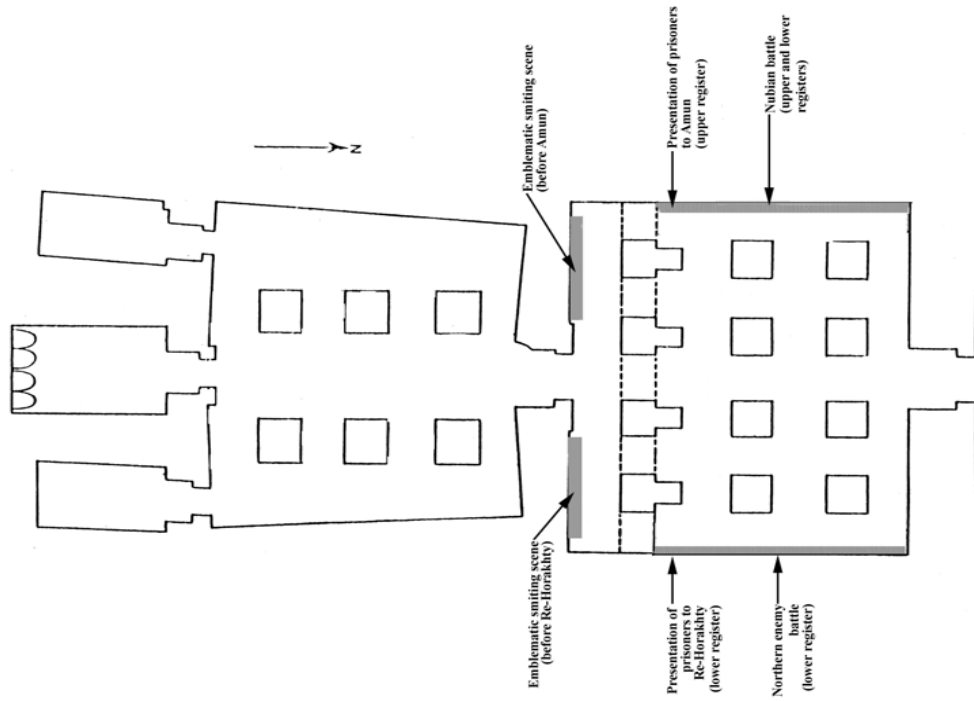 N
Emblematic smiting scene
(before Amun)
Presentation of prisoners
to Amun
(upper register)
Nubian battle
(upper and lower
registers)
Emblematic smiting scene
(before Re-Horakhty)
Presentation of
prisoners to
Re-Horakhty
(lower register)
Northern enemy
battle
(lower register)